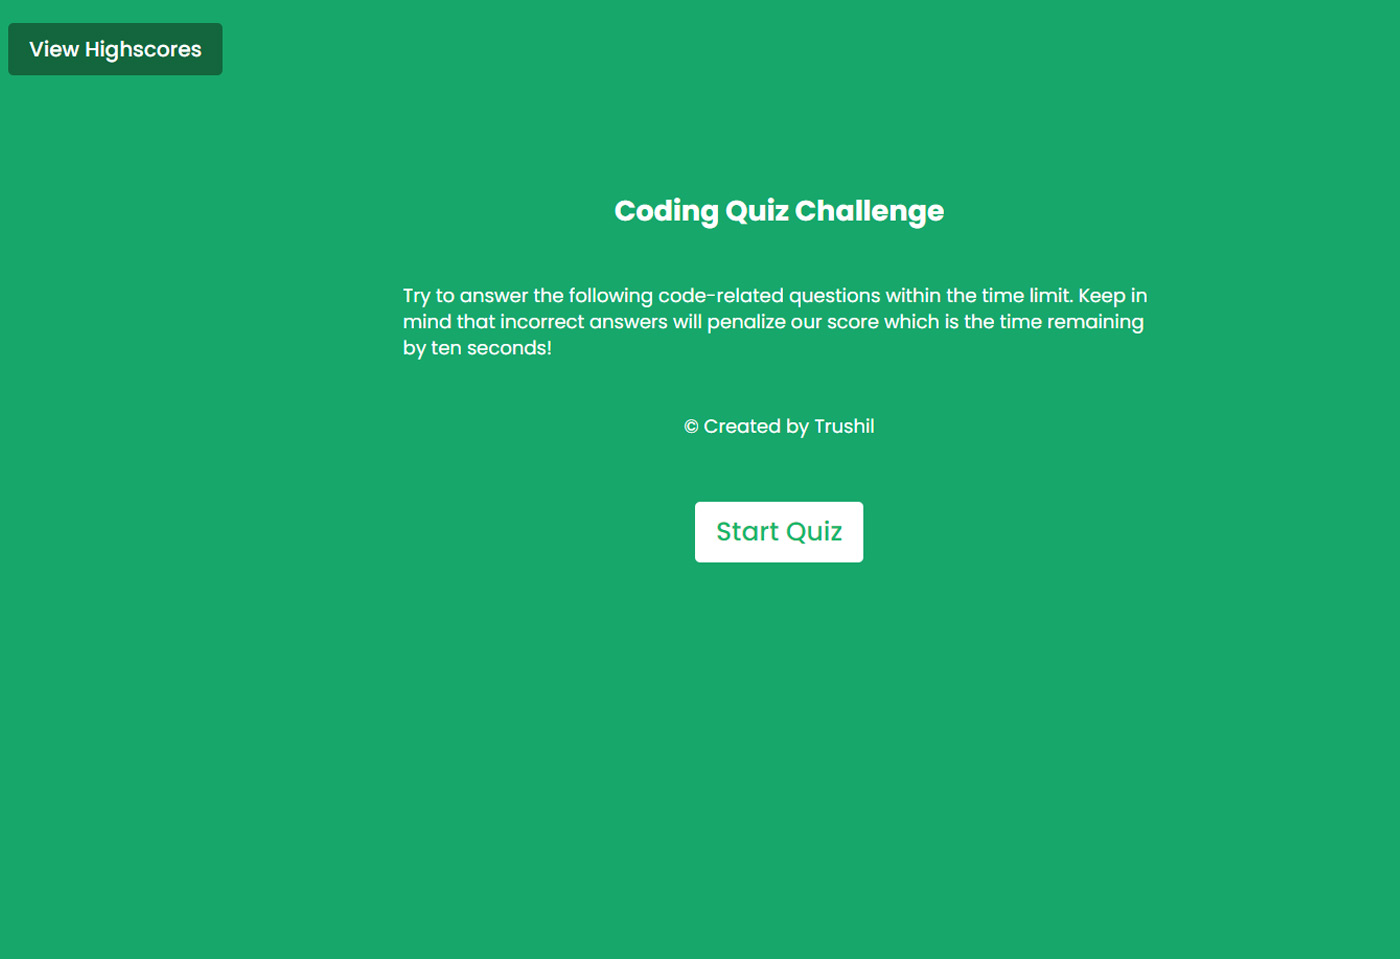 View Highscores
Coding Quiz Challenge
Try to answer the following code-related questions within the time limit. Keep in
mind that incorrect answers will penalize our score which is the time remaining
by ten seconds!
© Created by Trushil
Start Quiz